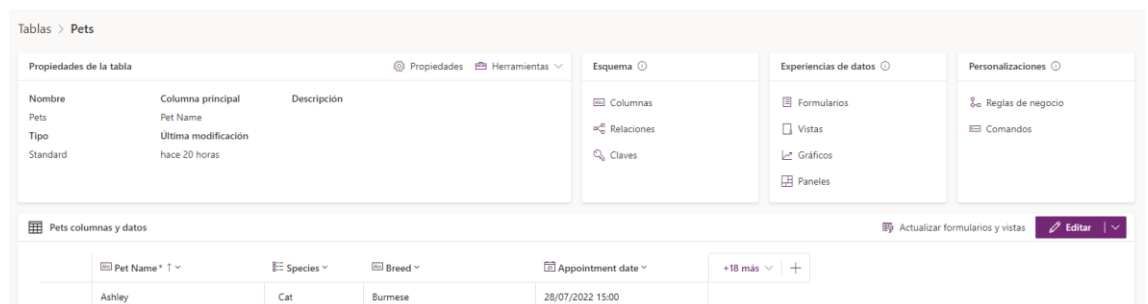 Tablas > Pets
Propiedades de la tabla
Propiedades
Herramientas
Nombre
Columna principal
Descripción
Pets
Pet Name
Tipo
Última modificación
Standard
hace 20 horas
Esquema
Columnas
Relaciones
Claves
Experiencias de datos
Formularios
Vistas
Gráficos
Paneles
Personalizaciones
Reglas de negocio
Comandos
Pets columnas y datos
Actualizar formularios y vistas
Editar
Pet Name *
Species
Breed
Appointment date
+18 más
Ashley
Cat
Burmese
28/07/2022 15:00